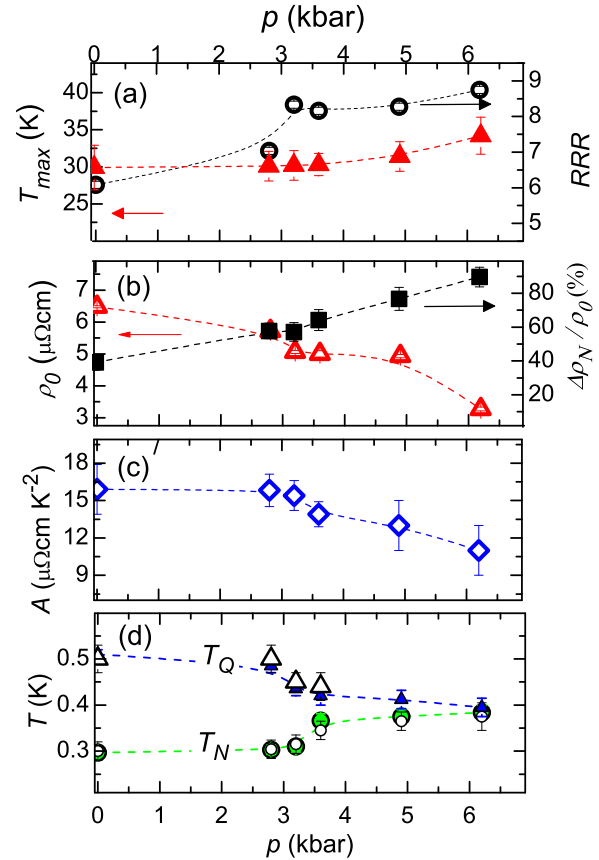 p (kbar)
0 1 2 3 4 5 6
(a)
40
35
30
25
T_max (K)
9
8
7
6
5
RRR
(b)
7
6
5
4
3
ρ₀ (μΩcm)
80
60
40
20
Δρ_N / ρ₀ (%)
(c)
18
15
12
9
A (μΩcm K⁻²)
(d)
0.5
0.4
0.3
T (K)
T_Q
T_N
0 1 2 3 4 5 6
p (kbar)